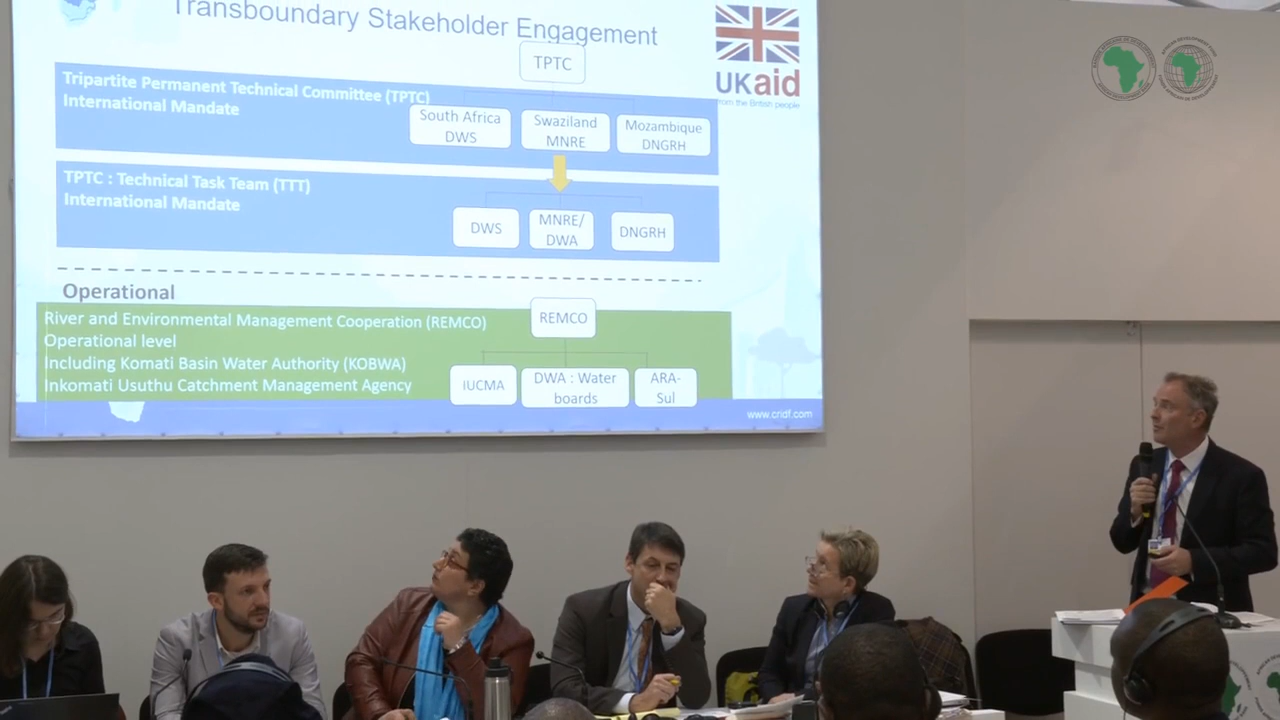 Transboundary Stakeholder Engagement
UKaid
from the British people
TPTC
Tripartite Permanent Technical Committee (TPTC)
International Mandate
South Africa
DWS
Swaziland
MNRE
Mozambique
DNGRH
TPTC : Technical Task Team (TTT)
International Mandate
DWS
MNRE/
DWA
DNGRH
Operational
River and Environmental Management Cooperation (REMCO)
Operational level
Including Komati Basin Water Authority (KOBWA)
Inkomati Usuthu Catchment Management Agency
REMCO
IUCMA
DWA : Water
boards
ARA-
Sul
www.cridf.com